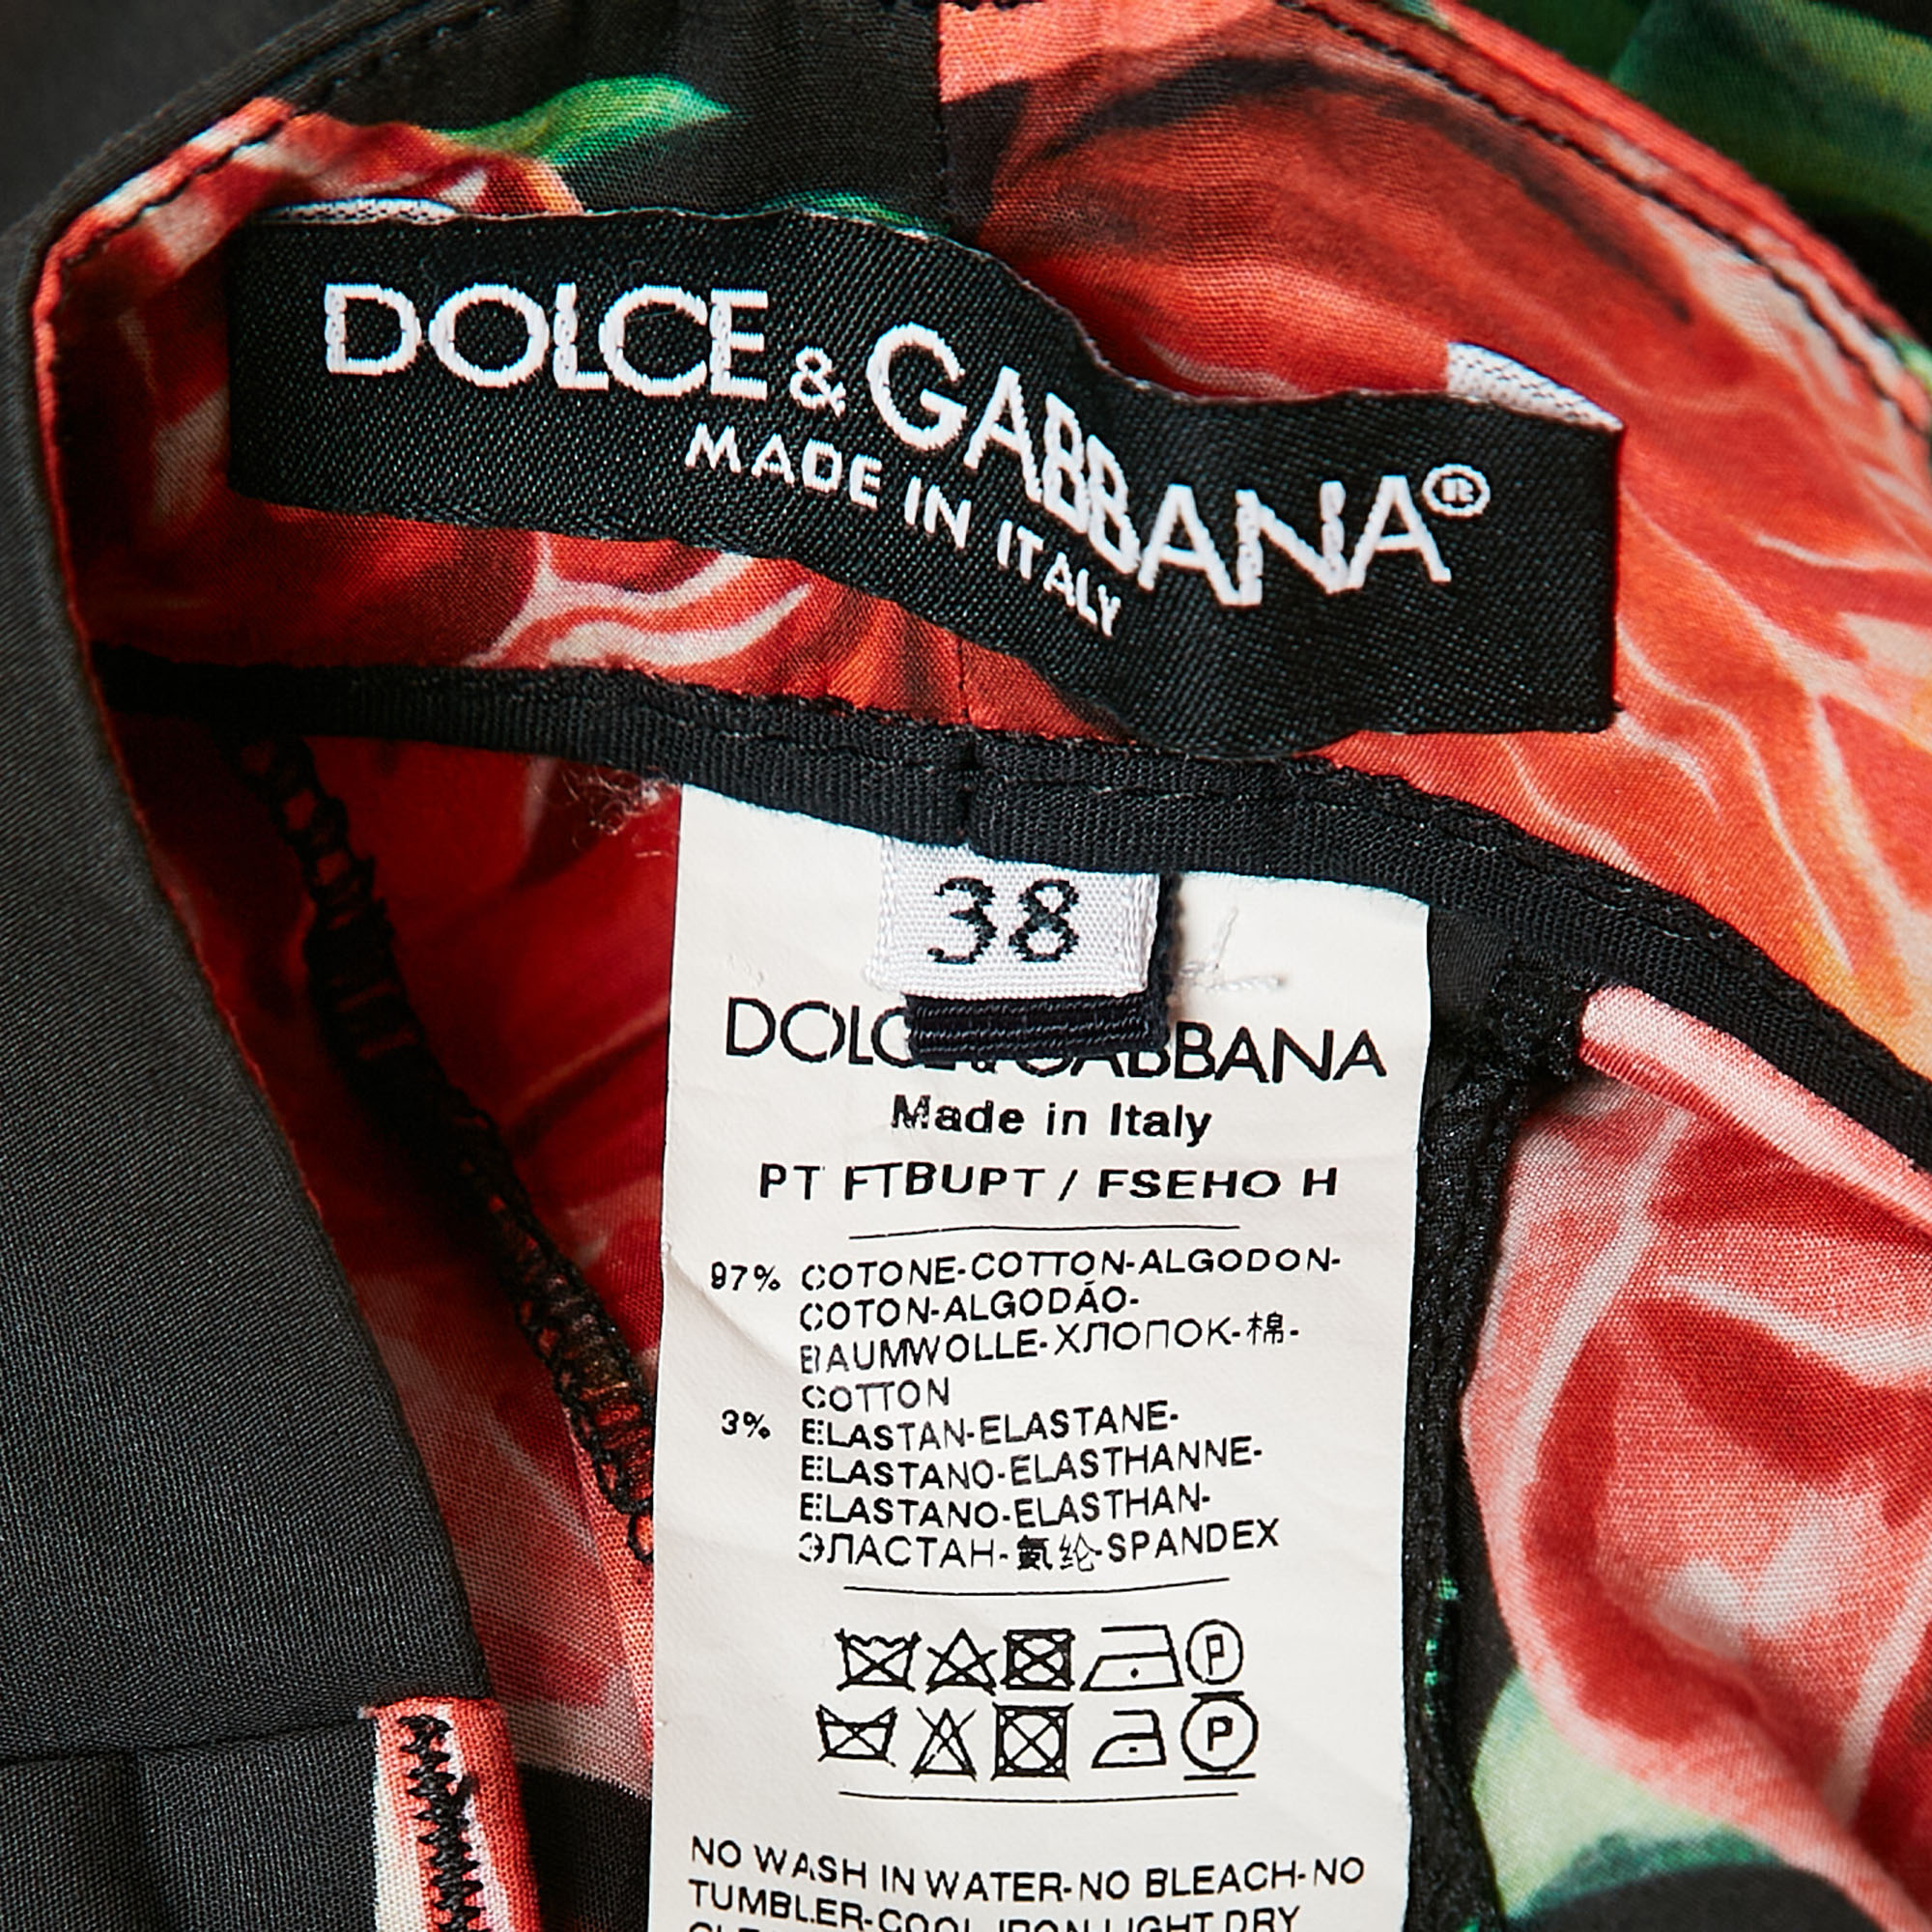 DOLCE & GABBANA®
MADE IN ITALY
38
DOLCE & GABBANA
Made in Italy
PT FTBUPT / FSEHO H
97% COTONE-COTTON-ALGODON-
COTON-ALGODÃO-
BAUMWOLLE-ХЛОПОК-棉-
COTTON
3% ELASTAN-ELASTANE-
ELASTANO-ELASTHANNE-
ELASTANO-ELASTHAN-
ЭЛАСТАН-氨纶-SPANDEX
P
P
NO WASH IN WATER-NO BLEACH-NO
TUMBLER-COOL IRON-LIGHT DRY